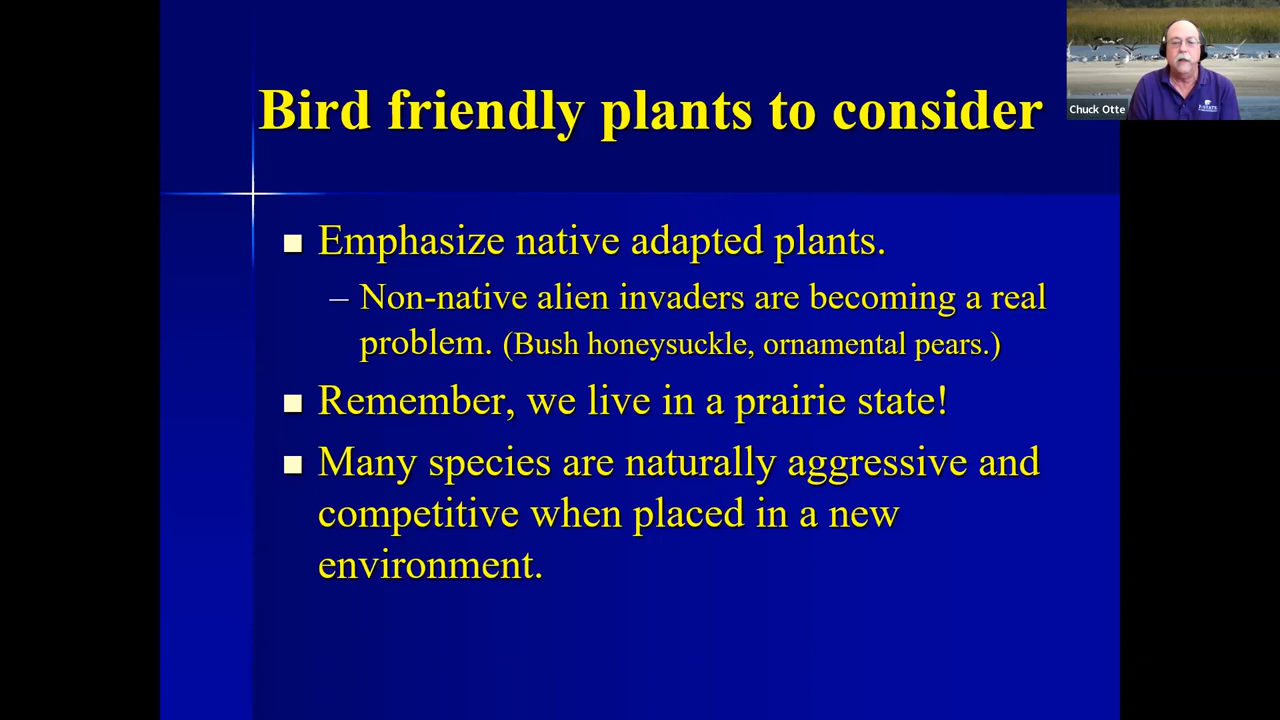 Bird friendly plants to consider
Chuck Otte
Emphasize native adapted plants.
– Non-native alien invaders are becoming a real
problem. (Bush honeysuckle, ornamental pears.)
Remember, we live in a prairie state!
Many species are naturally aggressive and
competitive when placed in a new
environment.